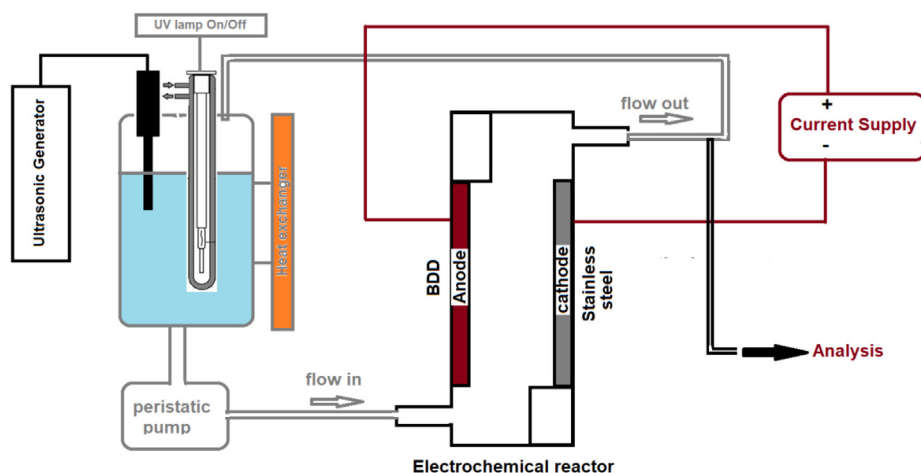 UV lamp On/Off
Ultrasonic Generator
Heat exchanger
flow out
+
Current Supply
-
BDD
Anode
cathode
Stainless
steel
Analysis
flow in
peristatic
pump
Electrochemical reactor